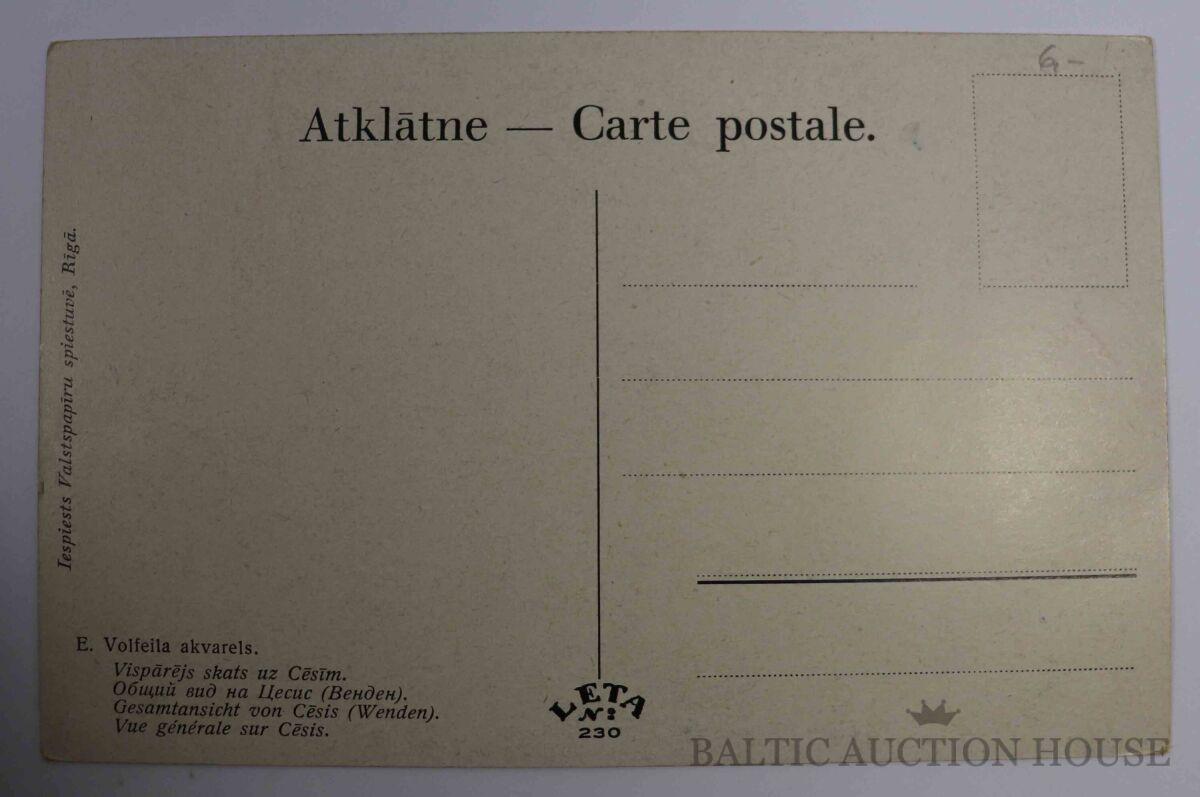 6 –
Atklātne — Carte postale.
Iespiests Valstspapīru spiestuvē, Rīgā.
E. Volfeila akvarels.
Vispārējs skats uz Cēsīm.
Общий вид на Цесис (Венден).
Gesamtansicht von Cēsis (Wenden).
Vue générale sur Cēsis.
LETA
№
230
BALTIC AUCTION HOUSE